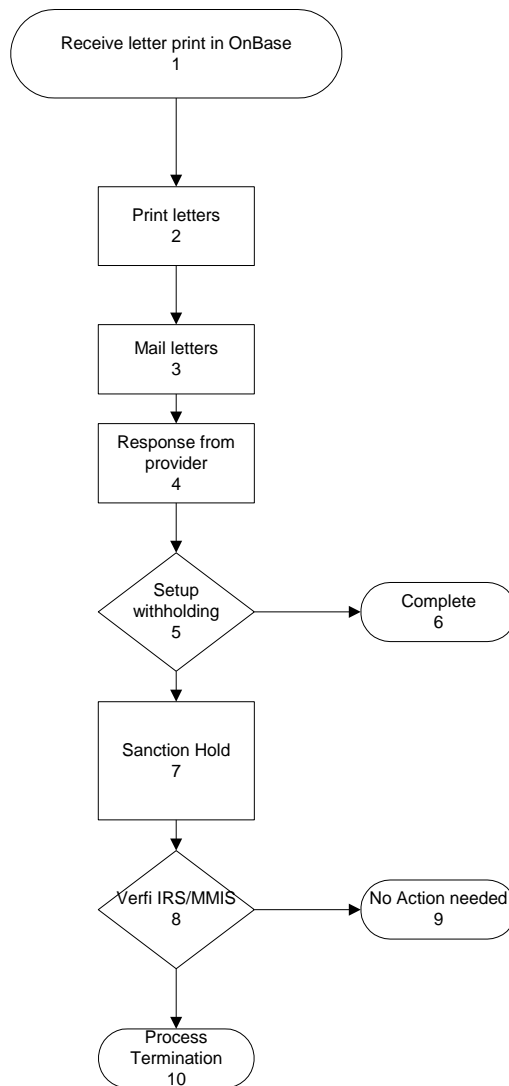 Receive letter print in OnBase
1
Print letters
2
Mail letters
3
Response from
provider
4
Setup
withholding
5
Complete
6
Sanction Hold
7
Verfi IRS/MMIS
8
No Action needed
9
Process
Termination
10